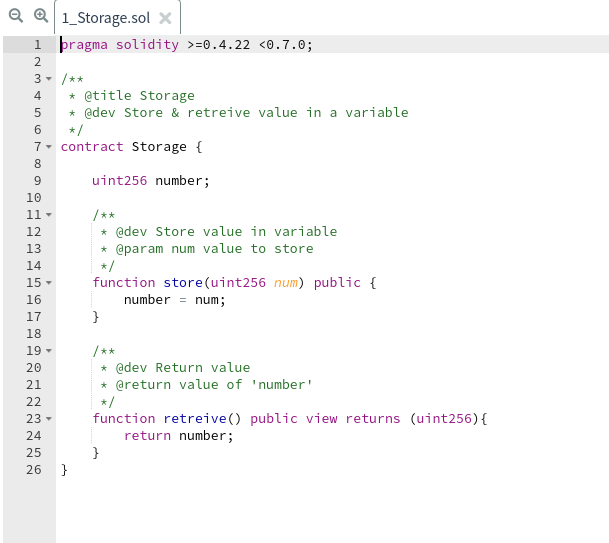 1_Storage.sol
1 pragma solidity >=0.4.22 <0.7.0;
2
3 /**
4  * @title Storage
5  * @dev Store & retreive value in a variable
6  */
7 contract Storage {
8
9     uint256 number;
10
11     /**
12      * @dev Store value in variable
13      * @param num value to store
14      */
15     function store(uint256 num) public {
16         number = num;
17     }
18
19     /**
20      * @dev Return value
21      * @return value of 'number'
22      */
23     function retreive() public view returns (uint256){
24         return number;
25     }
26 }